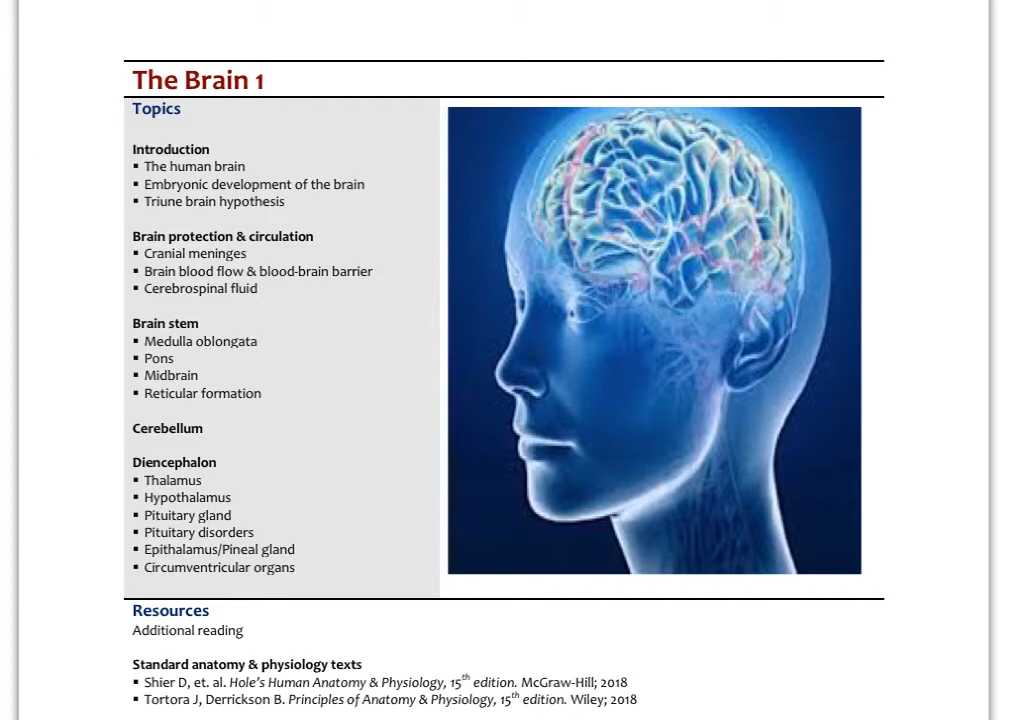 The Brain 1
Topics
Introduction
▪ The human brain
▪ Embryonic development of the brain
▪ Triune brain hypothesis
Brain protection & circulation
▪ Cranial meninges
▪ Brain blood flow & blood-brain barrier
▪ Cerebrospinal fluid
Brain stem
▪ Medulla oblongata
▪ Pons
▪ Midbrain
▪ Reticular formation
Cerebellum
Diencephalon
▪ Thalamus
▪ Hypothalamus
▪ Pituitary gland
▪ Pituitary disorders
▪ Epithalamus/Pineal gland
▪ Circumventricular organs
Resources
Additional reading
Standard anatomy & physiology texts
▪ Shier D, et. al. Hole's Human Anatomy & Physiology, 15th edition. McGraw-Hill; 2018
▪ Tortora J, Derrickson B. Principles of Anatomy & Physiology, 15th edition. Wiley; 2018